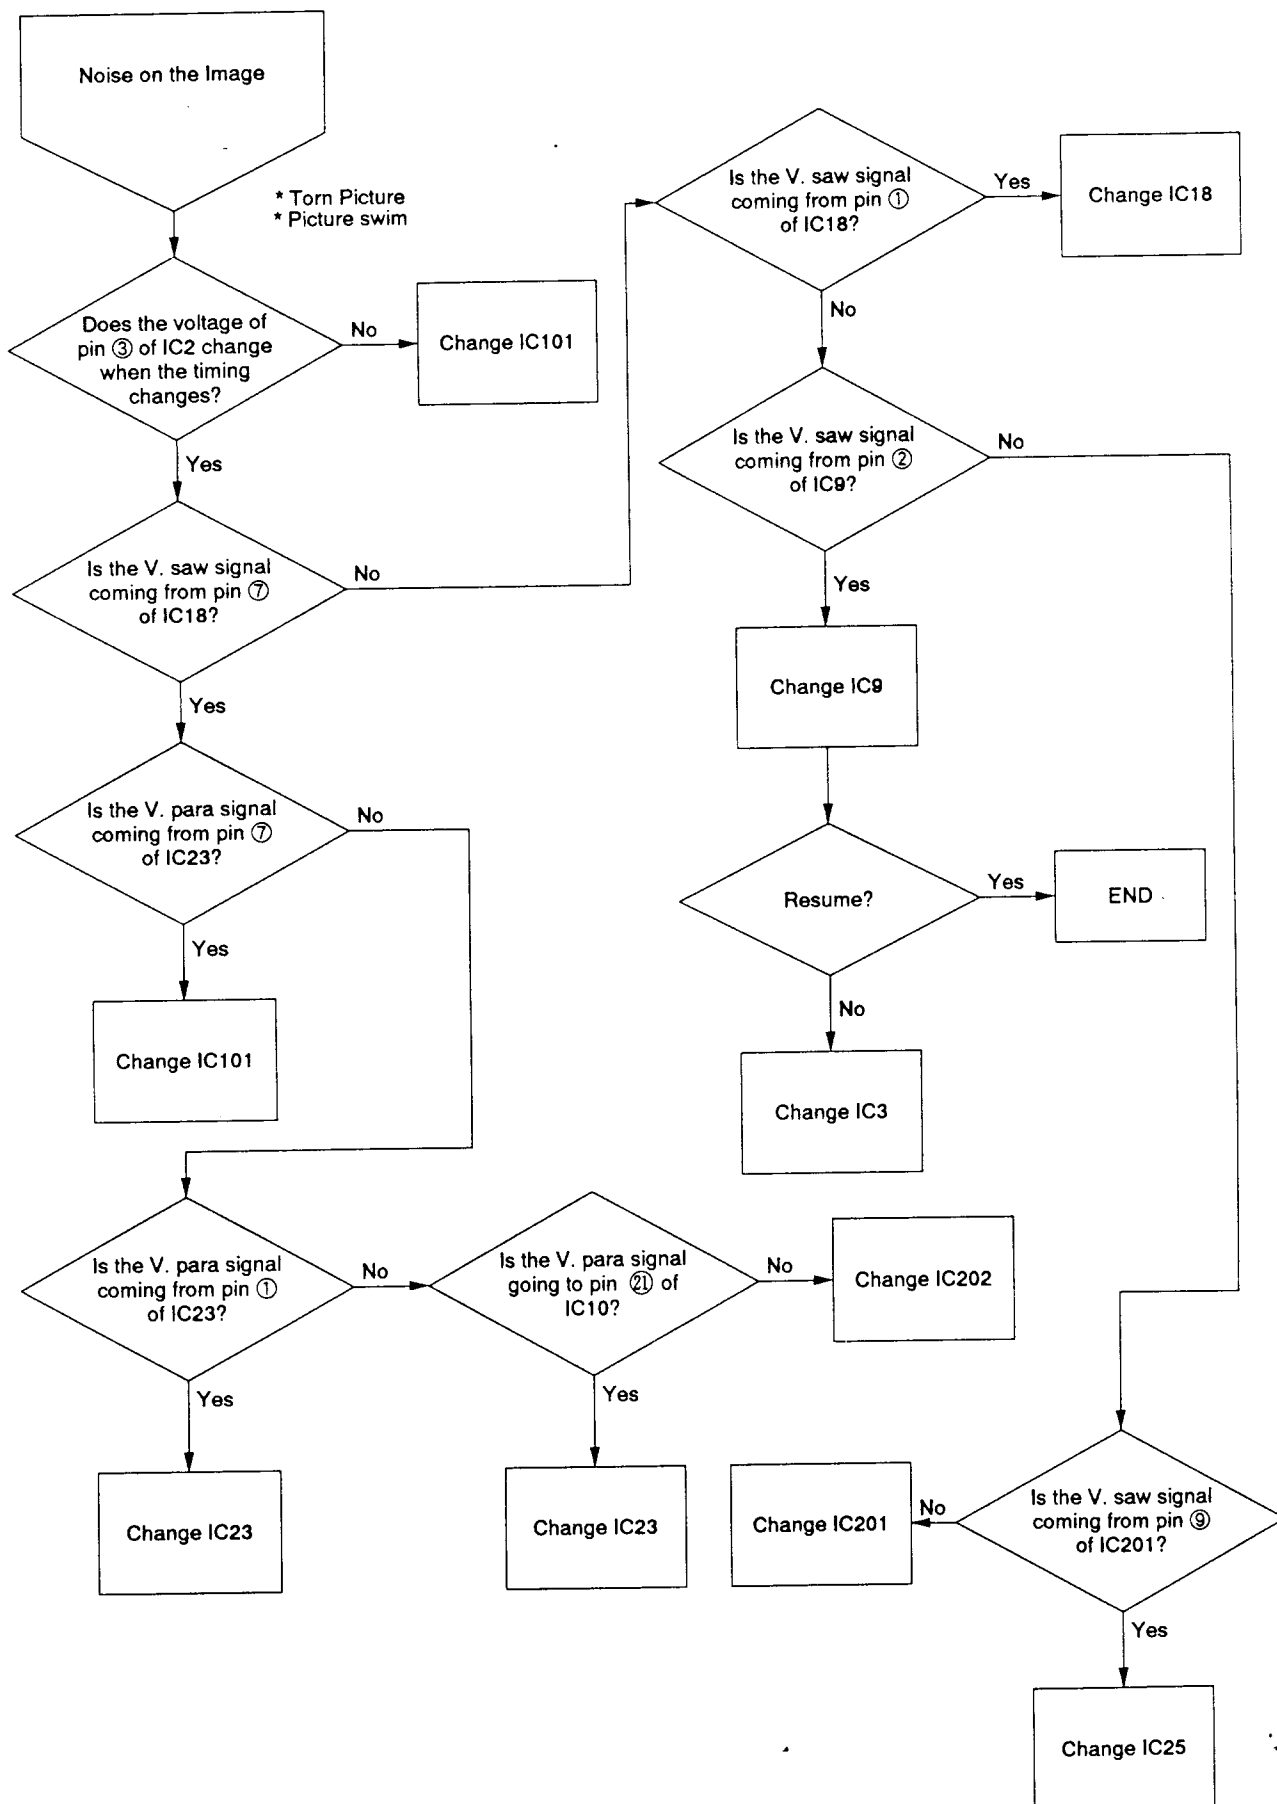 Noise on the Image
* Torn Picture
* Picture swim
Does the voltage of
pin ③ of IC2 change
when the timing
changes?
No
Change IC101
Yes
Is the V. saw signal
coming from pin ⑦
of IC18?
No
Yes
Is the V. para signal
coming from pin ⑦
of IC23?
No
Yes
Change IC101
Is the V. para signal
coming from pin ①
of IC23?
No
Yes
Change IC23
Is the V. para signal
going to pin ㉑ of
IC10?
No
Change IC202
Yes
Change IC23
Is the V. saw signal
coming from pin ①
of IC18?
Yes
Change IC18
No
Is the V. saw signal
coming from pin ②
of IC9?
No
Yes
Change IC9
Resume?
Yes
END
No
Change IC3
Is the V. saw signal
coming from pin ⑨
of IC201?
No
Change IC201
Yes
Change IC25